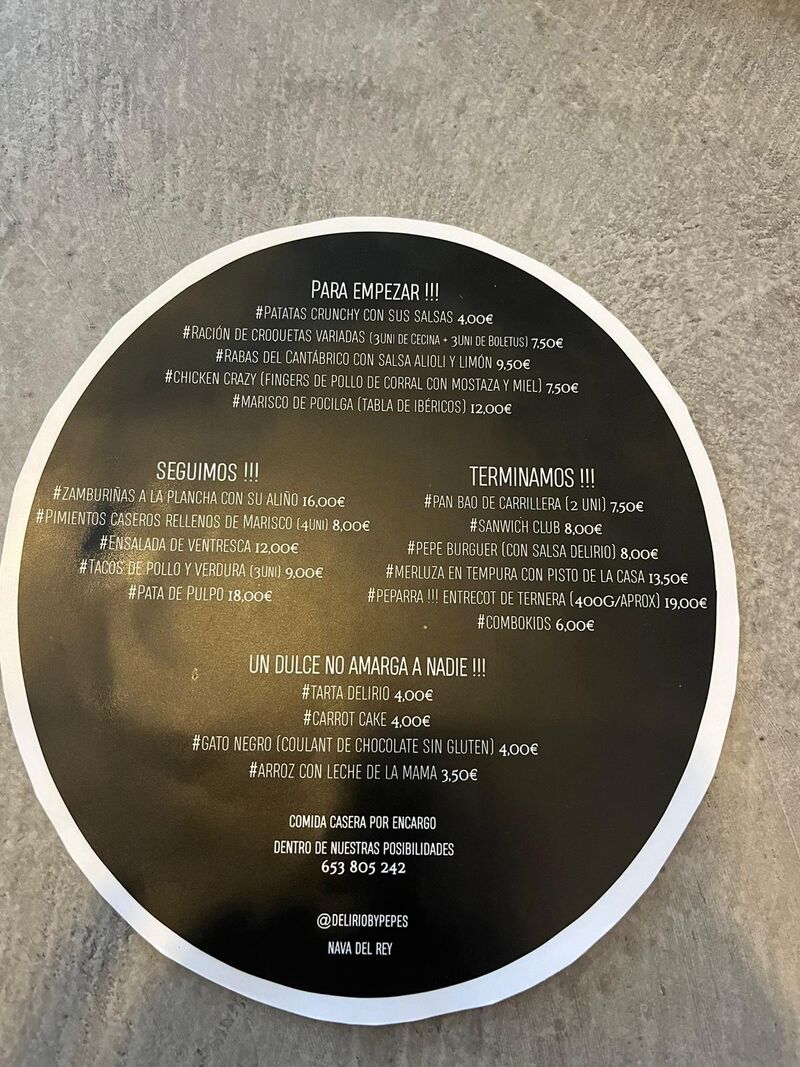 PARA EMPEZAR !!!
#PATATAS CRUNCHY CON SUS SALSAS 4,00€
#RACIÓN DE CROQUETAS VARIADAS (3UNI DE CECINA + 3UNI DE BOLETUS) 7,50€
#RABAS DEL CANTÁBRICO CON SALSA ALIOLI Y LIMÓN 9,50€
#CHICKEN CRAZY (FINGERS DE POLLO DE CORRAL CON MOSTAZA Y MIEL) 7,50€
#MARISCO DE POCILGA (TABLA DE IBÉRICOS) 12,00€
SEGUIMOS !!!
#ZAMBURIÑAS A LA PLANCHA CON SU ALIÑO 16,00€
#PIMIENTOS CASEROS RELLENOS DE MARISCO (4UNI) 8,00€
#ENSALADA DE VENTRESCA 12,00€
#TACOS DE POLLO Y VERDURA (3UNI) 9,00€
#PATA DE PULPO 18,00€
TERMINAMOS !!!
#PAN BAO DE CARRILLERA (2 UNI) 7,50€
#SANWICH CLUB 8,00€
#PEPE BURGUER (CON SALSA DELIRIO) 8,00€
#MERLUZA EN TEMPURA CON PISTO DE LA CASA 13,50€
#PEPARRA !!! ENTRECOT DE TERNERA (400G/APROX) 19,00€
#COMBOKIDS 6,00€
UN DULCE NO AMARGA A NADIE !!!
#TARTA DELIRIO 4,00€
#CARROT CAKE 4,00€
#GATO NEGRO (COULANT DE CHOCOLATE SIN GLUTEN) 4,00€
#ARROZ CON LECHE DE LA MAMA 3,50€
COMIDA CASERA POR ENCARGO
DENTRO DE NUESTRAS POSIBILIDADES
653 805 242
@DELIRIOBYPEPES
NAVA DEL REY